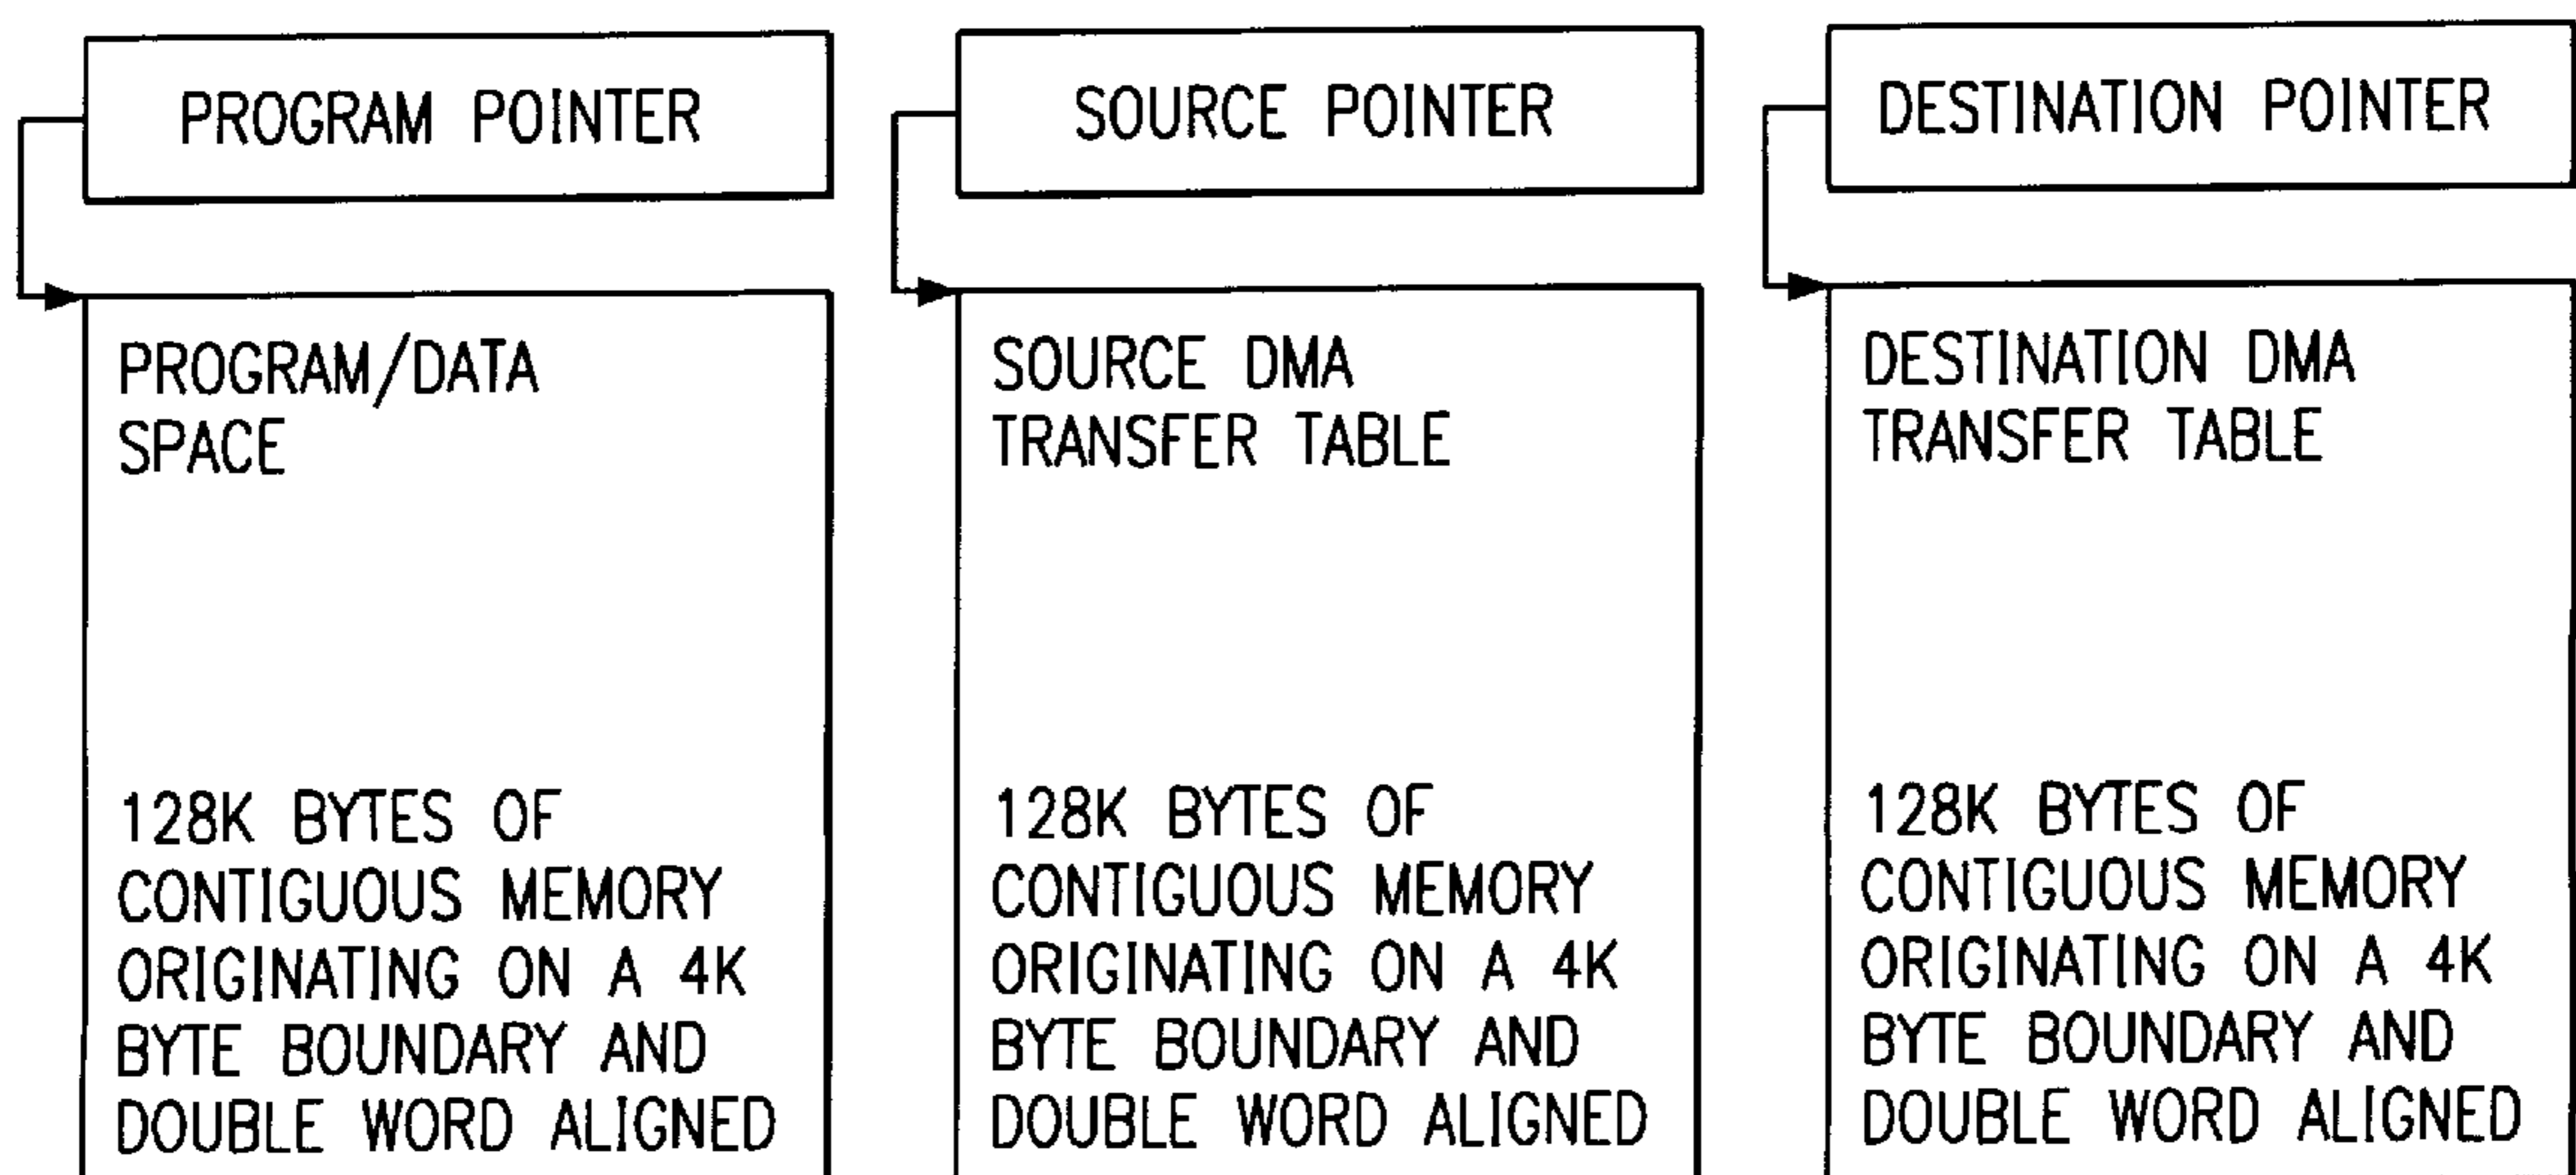 PROGRAM POINTER
PROGRAM/DATA
SPACE
128K BYTES OF
CONTIGUOUS MEMORY
ORIGINATING ON A 4K
BYTE BOUNDARY AND
DOUBLE WORD ALIGNED
SOURCE POINTER
SOURCE DMA
TRANSFER TABLE
128K BYTES OF
CONTIGUOUS MEMORY
ORIGINATING ON A 4K
BYTE BOUNDARY AND
DOUBLE WORD ALIGNED
DESTINATION POINTER
DESTINATION DMA
TRANSFER TABLE
128K BYTES OF
CONTIGUOUS MEMORY
ORIGINATING ON A 4K
BYTE BOUNDARY AND
DOUBLE WORD ALIGNED